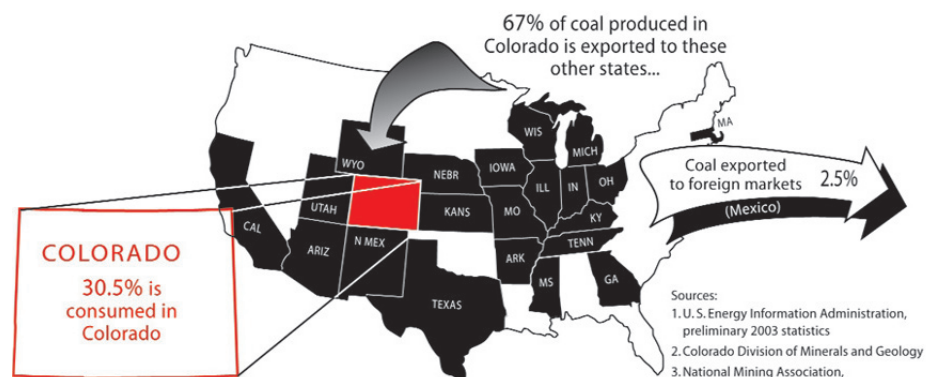 67% of coal produced in
Colorado is exported to these
other states...
WYO
NEBR
IOWA
WIS
MICH
MA
UTAH
KANS
MO
ILL
IN
OH
KY
CAL
ARIZ
N MEX
TEXAS
ARK
TENN
MS
GA
Coal exported
to foreign markets 2.5%
(Mexico)
COLORADO
30.5% is
consumed in
Colorado
Sources:
1. U.S. Energy Information Administration,
preliminary 2003 statistics
2. Colorado Division of Minerals and Geology
3. National Mining Association,